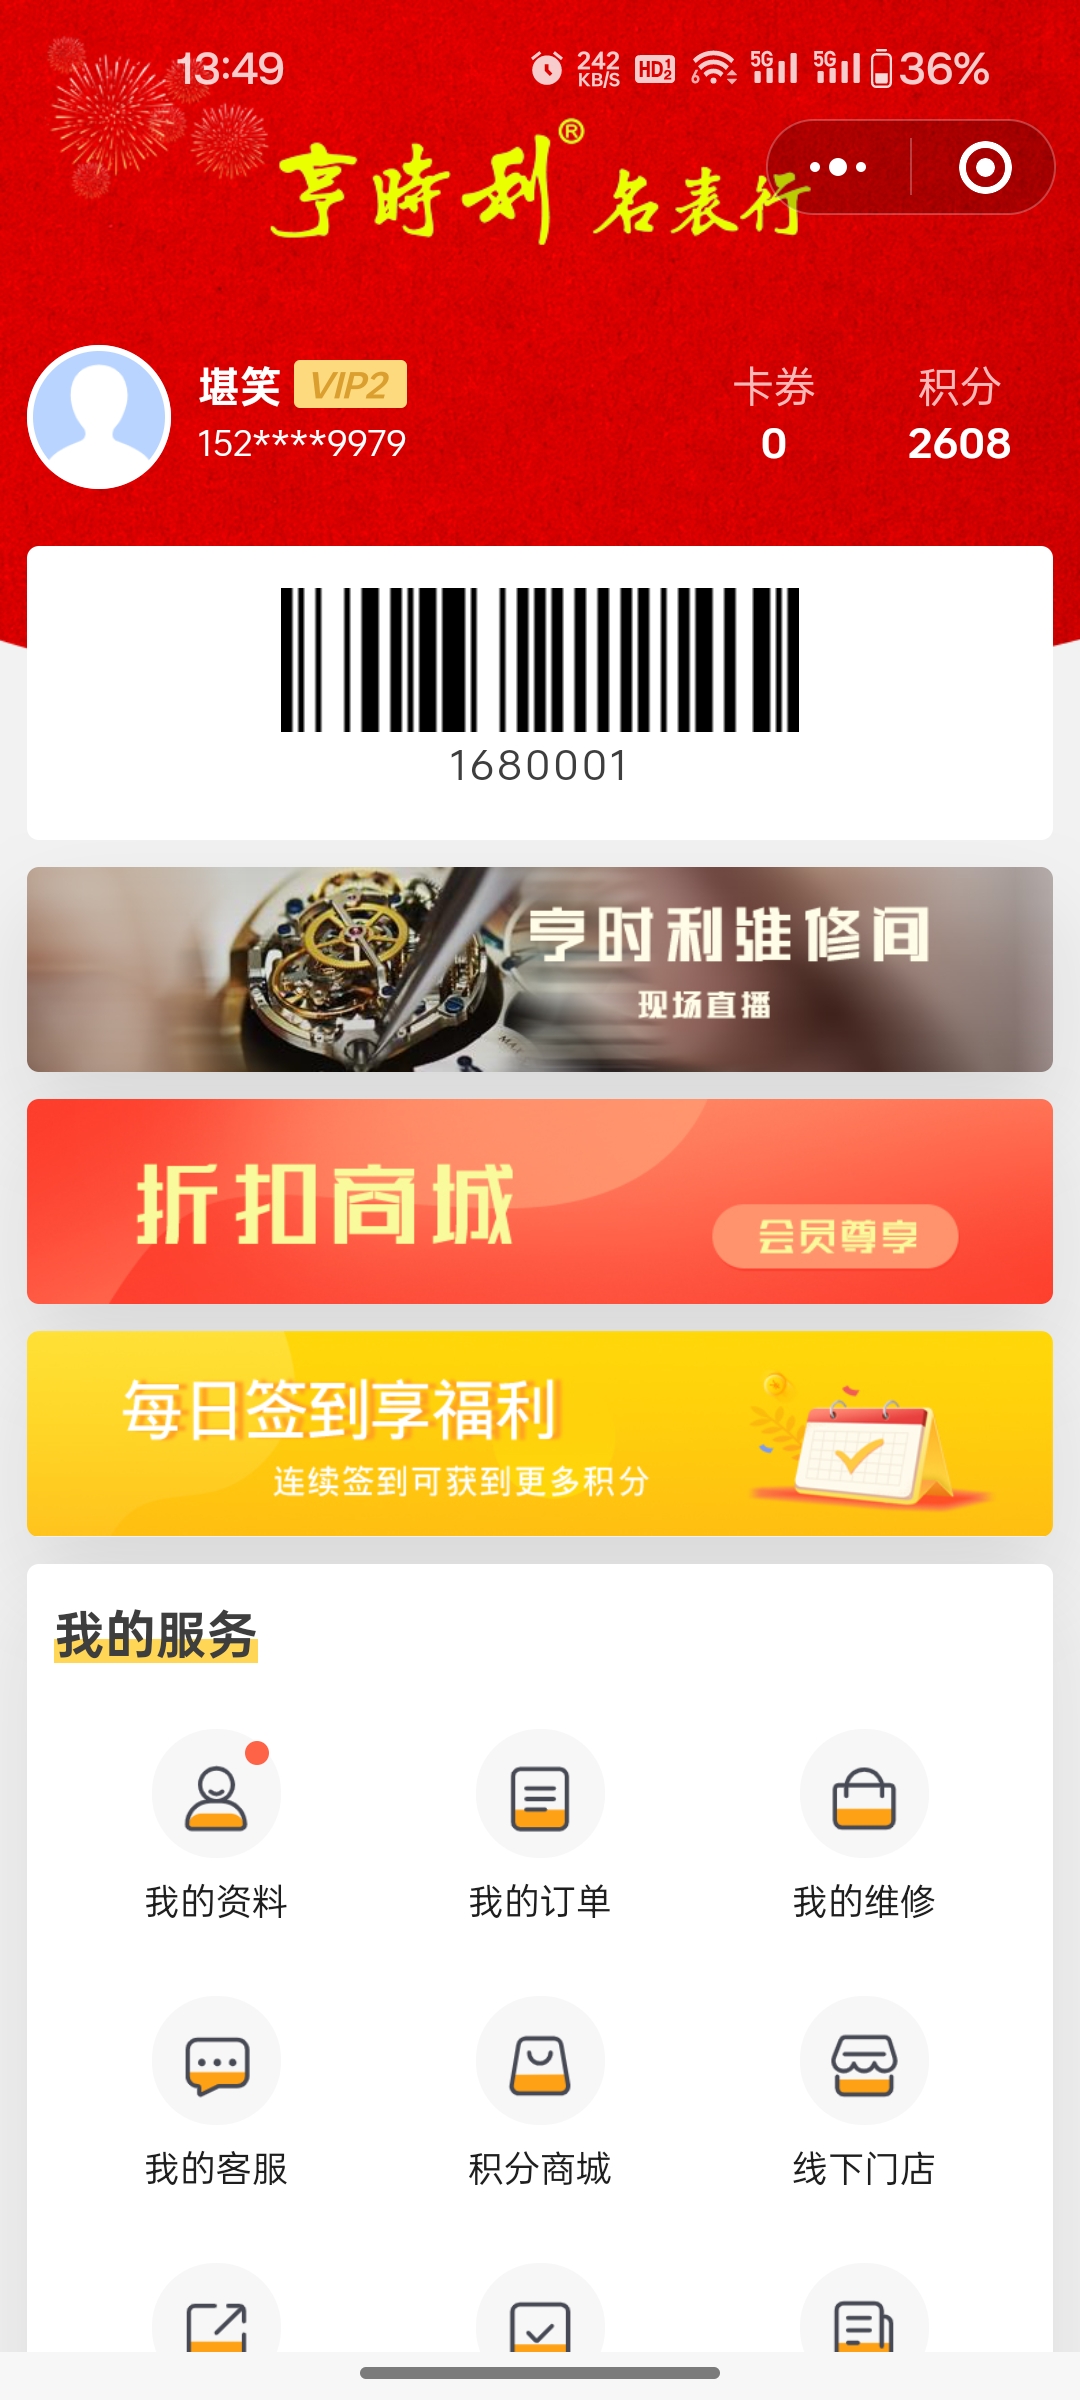 13:49 242 KB/S HD 1 2 6 5G 5G 36%
亨時利® 名表行
堪笑 VIP2 卡券 积分
152****9979 0 2608
1680001
亨时利维修间
现场直播
MAX
折扣商城
会员尊享
每日签到享福利
连续签到可获到更多积分
我的服务
我的资料 我的订单 我的维修
我的客服 积分商城 线下门店